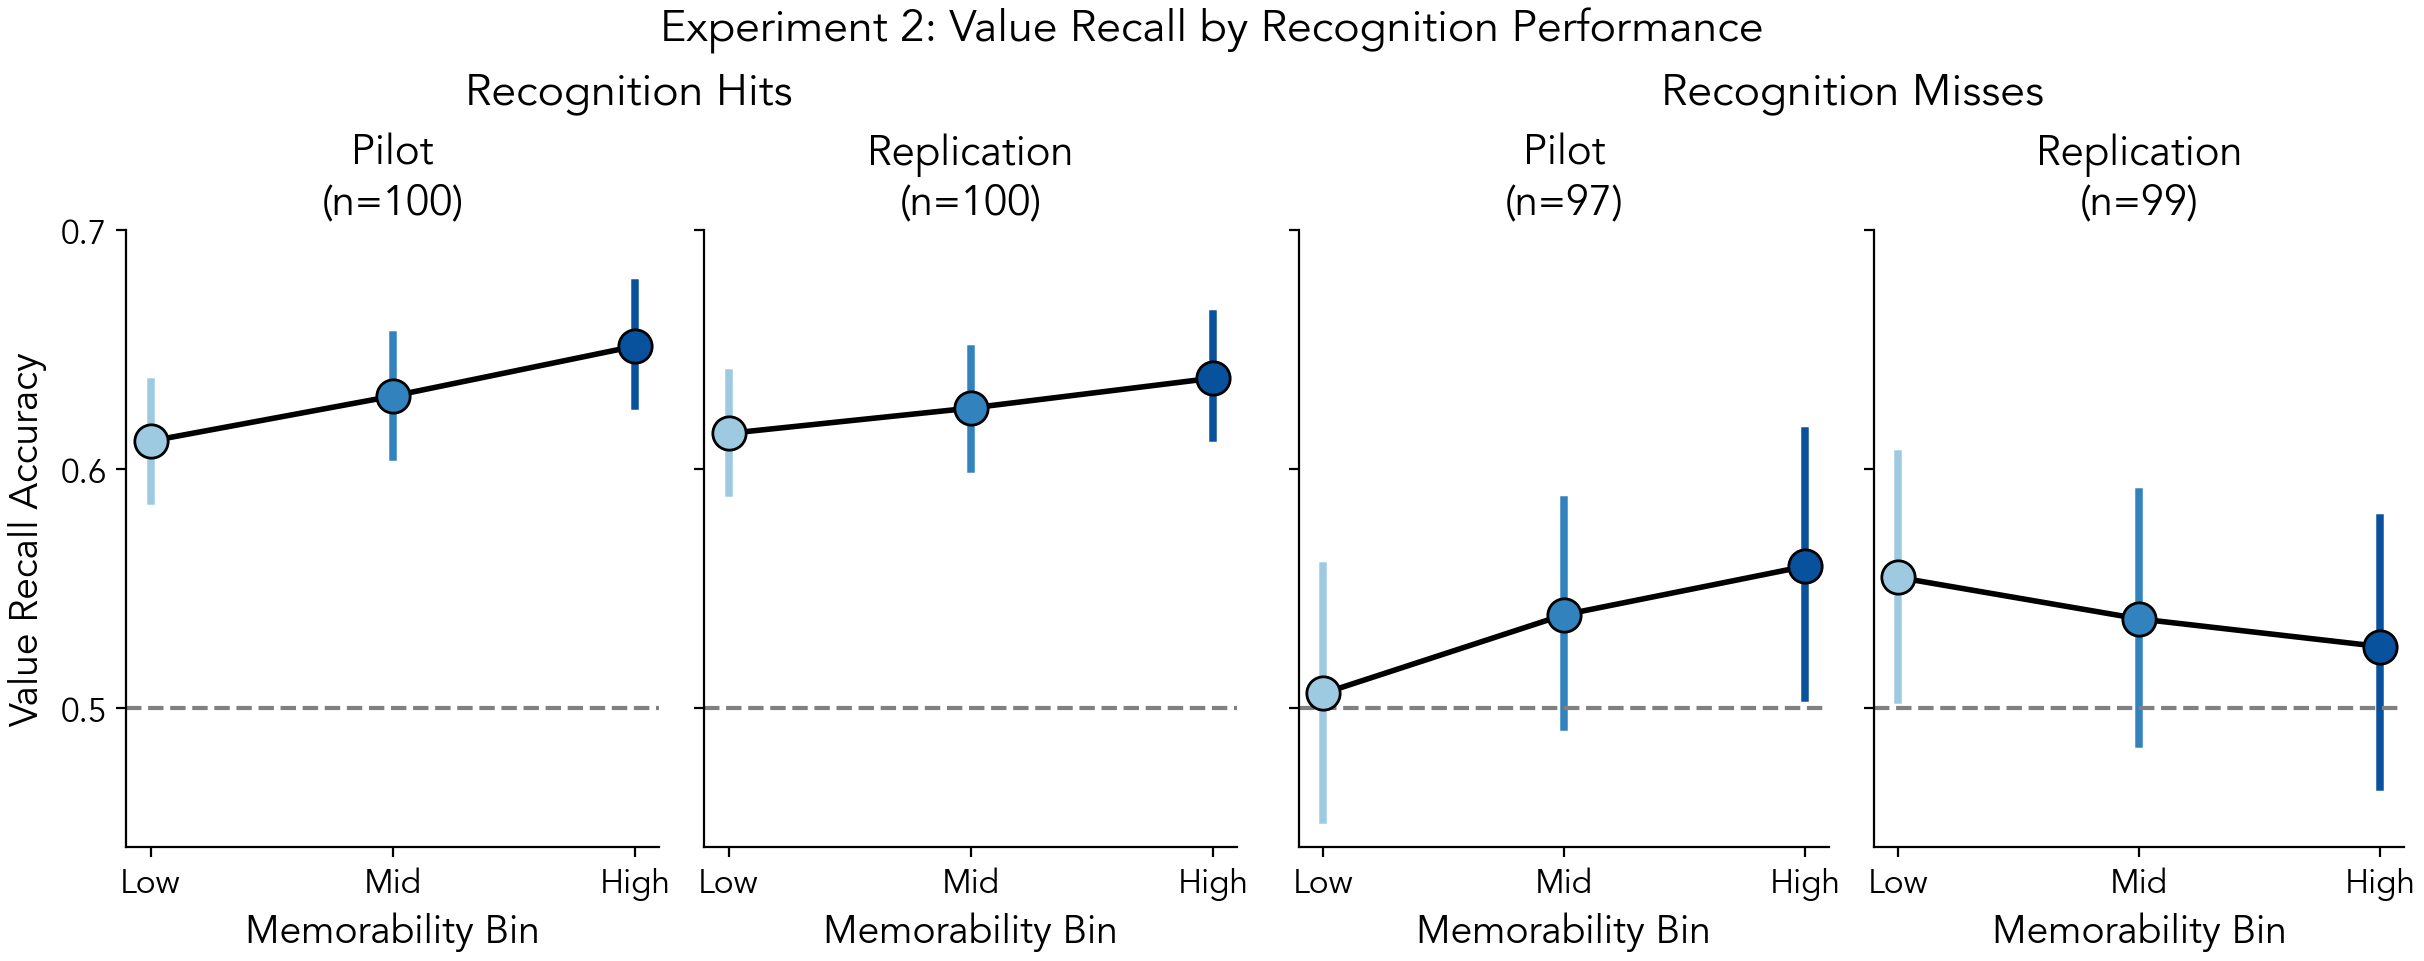 Experiment 2: Value Recall by Recognition Performance
Recognition Hits
Recognition Misses
Pilot
(n=100)
Replication
(n=100)
Pilot
(n=97)
Replication
(n=99)
Value Recall Accuracy
0.7
0.6
0.5
Low Mid High
Low Mid High
Low Mid High
Low Mid High
Memorability Bin
Memorability Bin
Memorability Bin
Memorability Bin